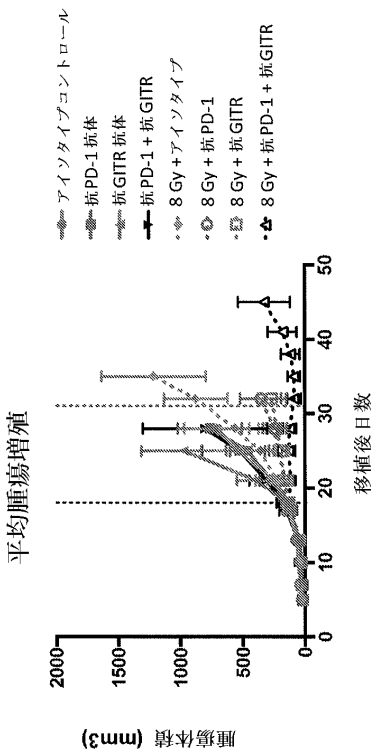 平均腫瘍増殖
腫瘍体積 (mm3)
2000
1500
1000
500
0
0 10 20 30 40 50
移植後日数
アイソタイプコントロール
抗PD-1抗体
抗GITR抗体
抗PD-1 + 抗GITR
8 Gy +アイソタイプ
8 Gy +抗PD-1
8 Gy +抗GITR
8 Gy +抗PD-1 + 抗GITR